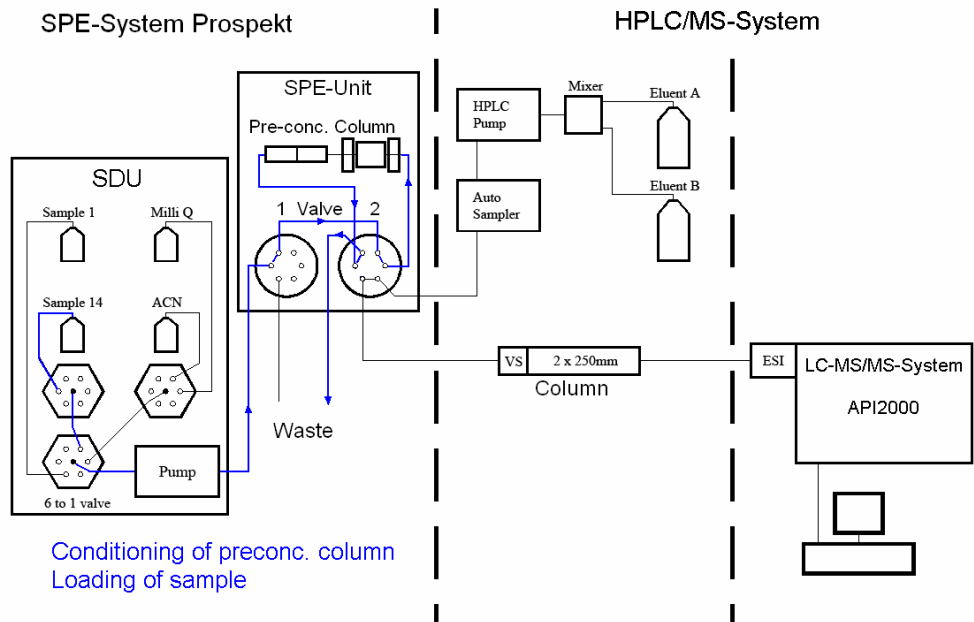 SPE-System Prospekt
HPLC/MS-System
SPE-Unit
Pre-conc. Column
1 Valve 2
SDU
Sample 1
Milli Q
Sample 14
ACN
Pump
6 to 1 valve
Waste
Conditioning of preconc. column
Loading of sample
HPLC
Pump
Mixer
Eluent A
Eluent B
Auto
Sampler
VS
2 x 250mm
Column
ESI
LC-MS/MS-System
API2000